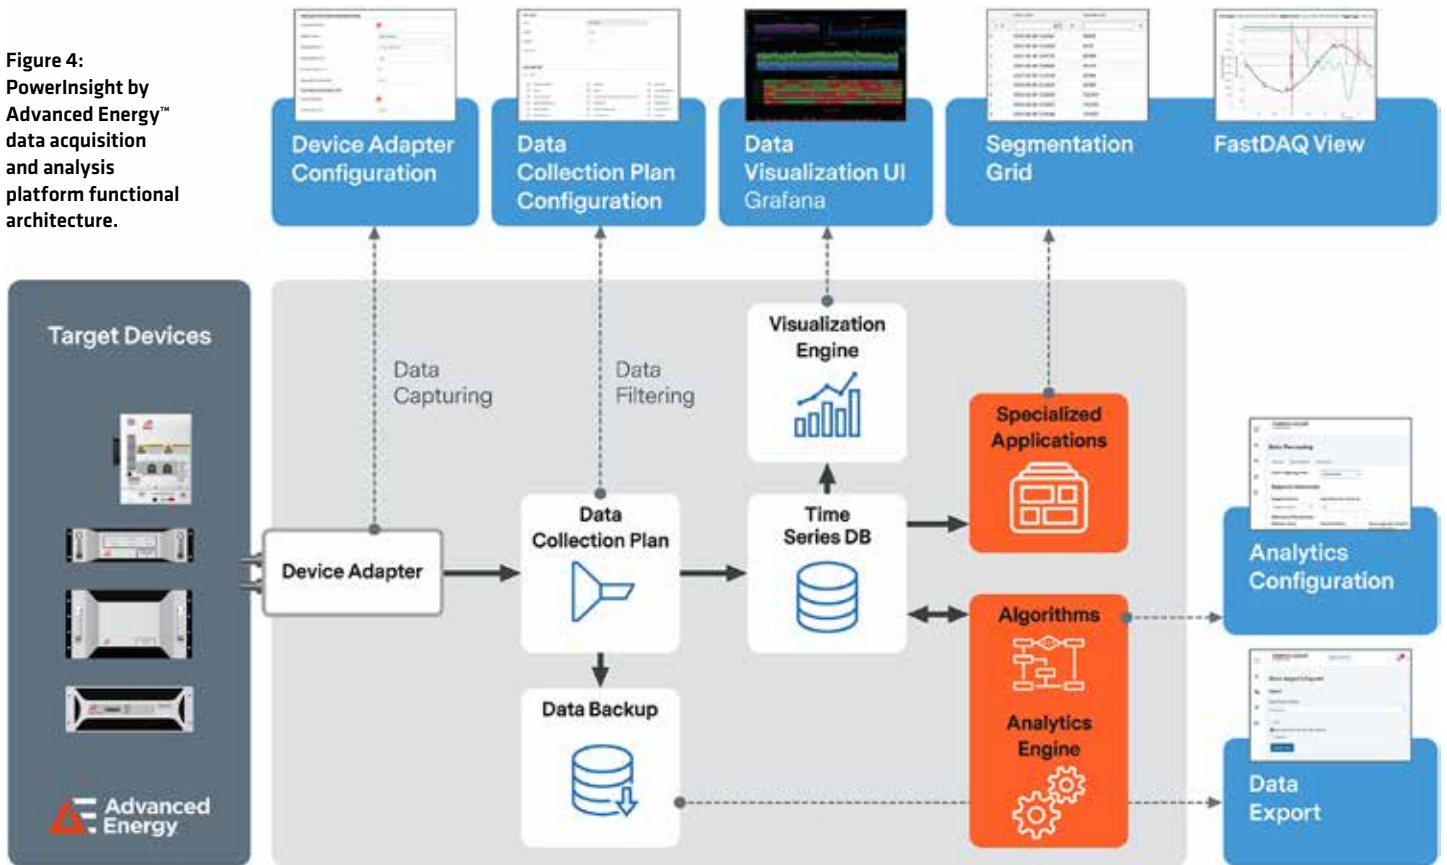 Figure 4:
PowerInsight by
Advanced Energy™
data acquisition
and analysis
platform functional
architecture.
Device Adapter
Configuration
Data
Collection Plan
Configuration
Data
Visualization UI
Grafana
Segmentation
Grid
FastDAQ View
Target Devices
Advanced
Energy
Data
Capturing
Data
Filtering
Device Adapter
Data
Collection Plan
Data Backup
Visualization
Engine
Time
Series DB
Specialized
Applications
Algorithms
Analytics
Engine
Analytics
Configuration
Data
Export